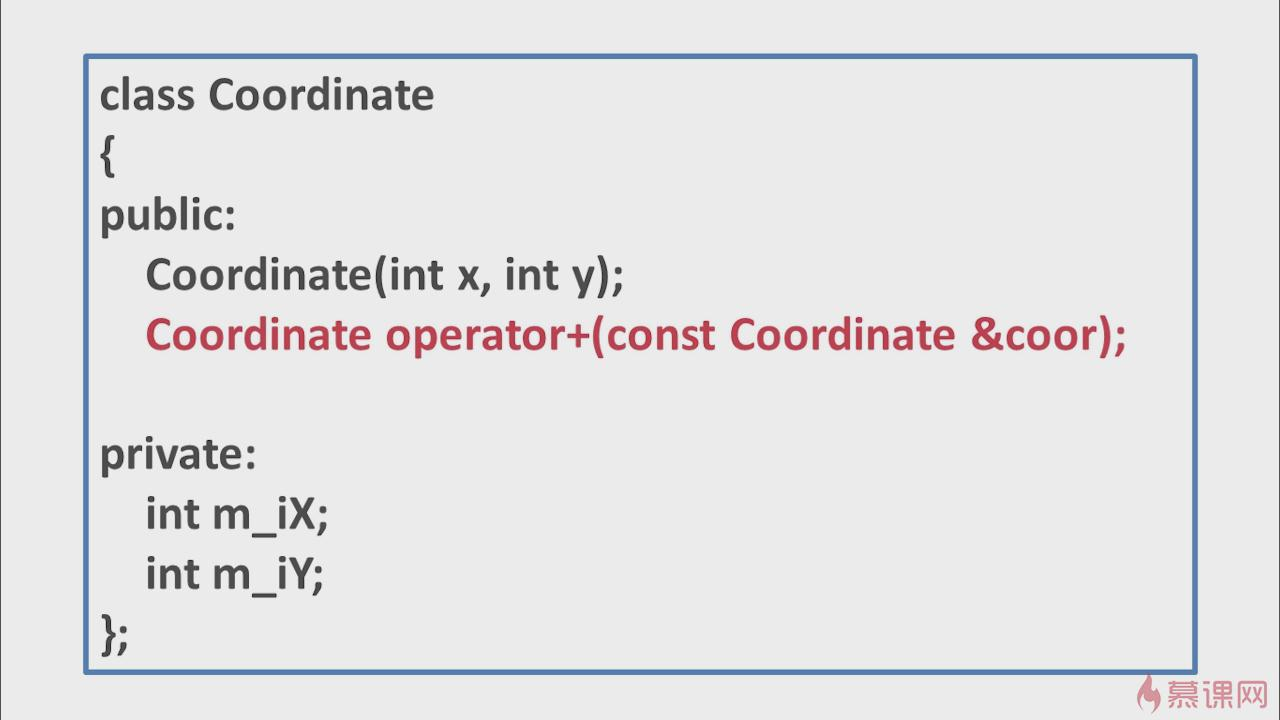 class Coordinate
{
public:
Coordinate(int x, int y);
Coordinate operator+(const Coordinate &coor);
private:
int m_iX;
int m_iY;
};
慕课网